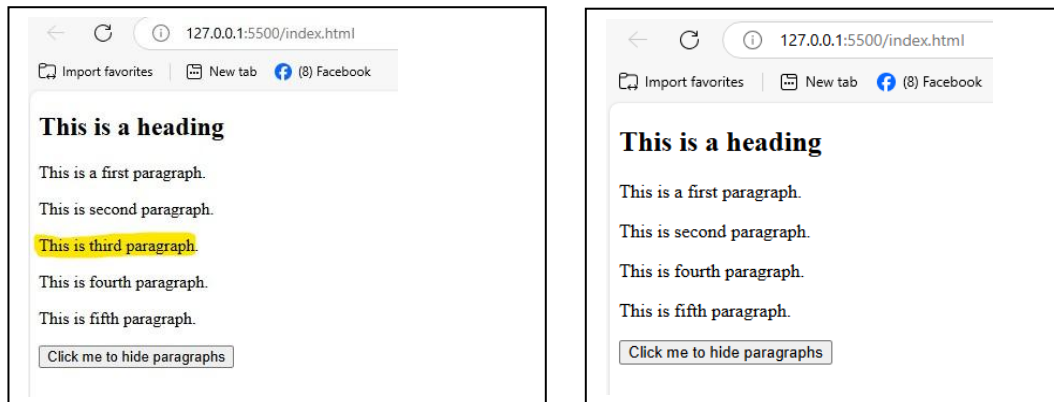 127.0.0.1:5500/index.html
Import favorites New tab (8) Facebook
This is a heading
This is a first paragraph.
This is second paragraph.
This is third paragraph.
This is fourth paragraph.
This is fifth paragraph.
Click me to hide paragraphs
127.0.0.1:5500/index.html
Import favorites New tab (8) Facebook
This is a heading
This is a first paragraph.
This is second paragraph.
This is fourth paragraph.
This is fifth paragraph.
Click me to hide paragraphs